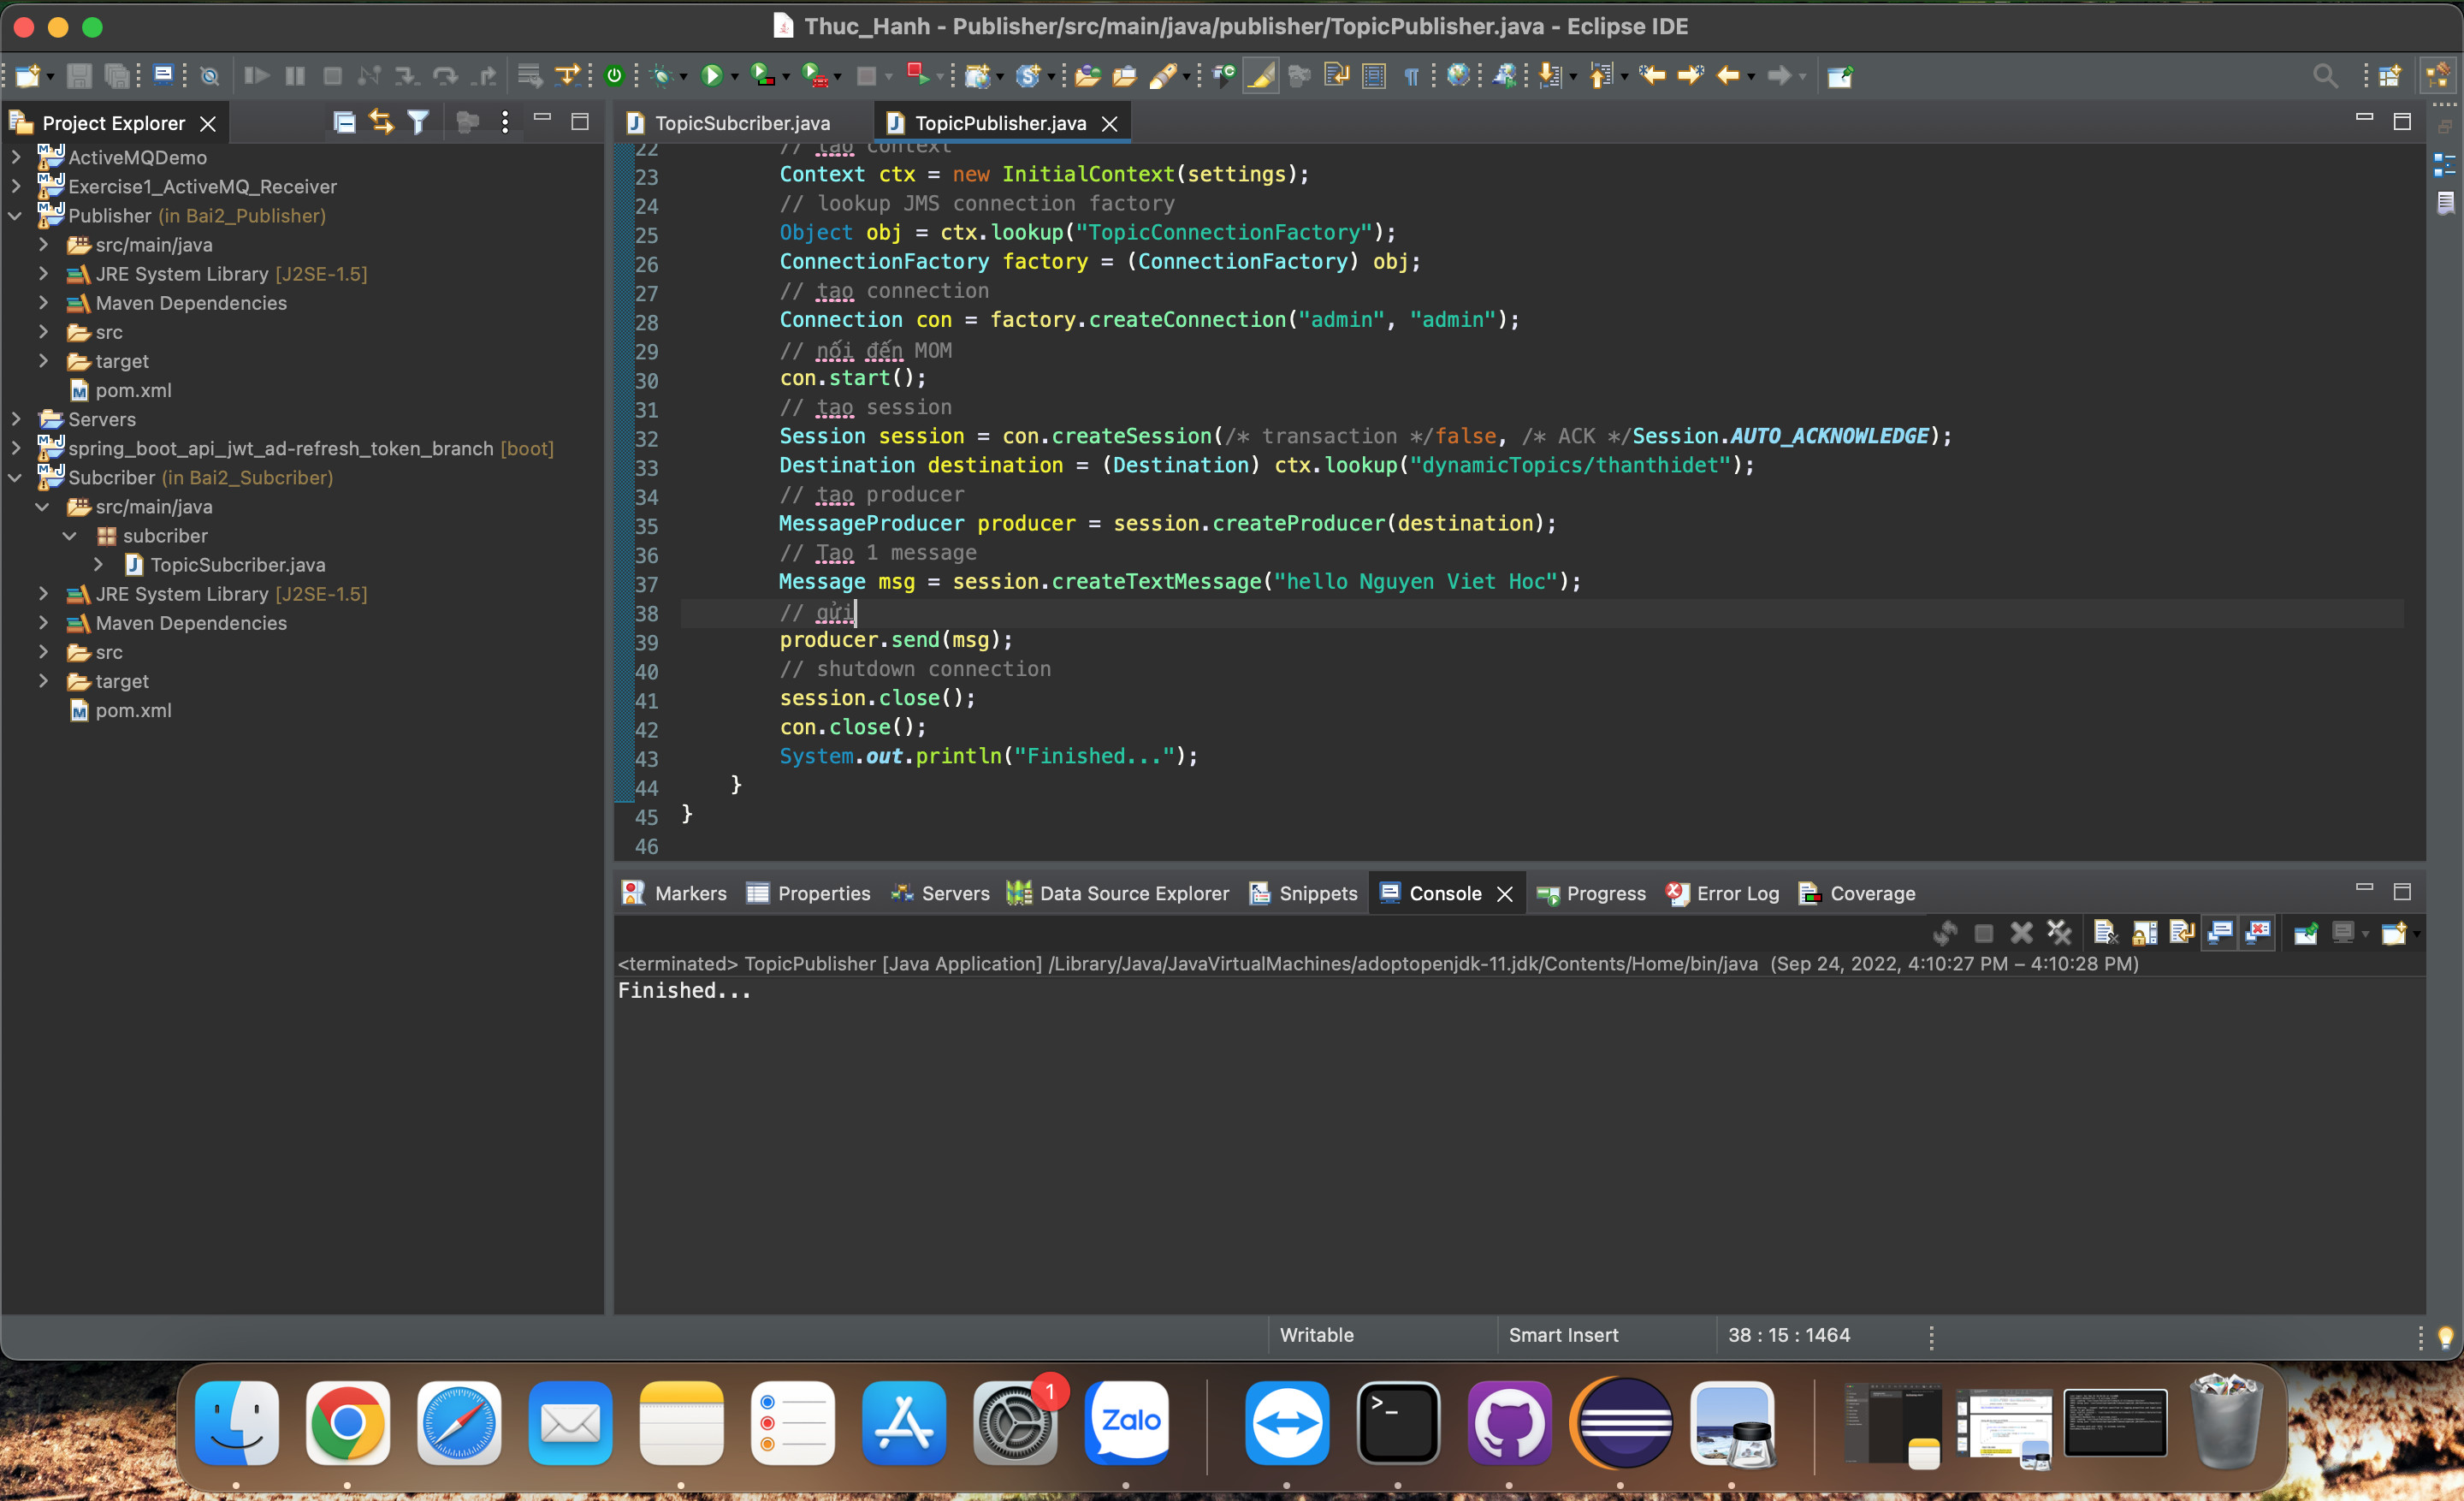 Thuc_Hanh - Publisher/src/main/java/publisher/TopicPublisher.java - Eclipse IDE
Project Explorer
ActiveMQDemo
Exercise1_ActiveMQ_Receiver
Publisher (in Bai2_Publisher)
src/main/java
JRE System Library [J2SE-1.5]
Maven Dependencies
src
target
pom.xml
Servers
spring_boot_api_jwt_ad-refresh_token_branch [boot]
Subcriber (in Bai2_Subcriber)
src/main/java
subcriber
TopicSubcriber.java
JRE System Library [J2SE-1.5]
Maven Dependencies
src
target
pom.xml
TopicSubcriber.java
TopicPublisher.java
22 // tao context
23 Context ctx = new InitialContext(settings);
24 // lookup JMS connection factory
25 Object obj = ctx.lookup("TopicConnectionFactory");
26 ConnectionFactory factory = (ConnectionFactory) obj;
27 // tạo connection
28 Connection con = factory.createConnection("admin", "admin");
29 // nối đến MOM
30 con.start();
31 // tạo session
32 Session session = con.createSession(/* transaction */false, /* ACK */Session.AUTO_ACKNOWLEDGE);
33 Destination destination = (Destination) ctx.lookup("dynamicTopics/thanthidet");
34 // tạo producer
35 MessageProducer producer = session.createProducer(destination);
36 // Tạo 1 message
37 Message msg = session.createTextMessage("hello Nguyen Viet Hoc");
38 // gửi
39 producer.send(msg);
40 // shutdown connection
41 session.close();
42 con.close();
43 System.out.println("Finished...");
44 }
45 }
46
Markers Properties Servers Data Source Explorer Snippets Console Progress Error Log Coverage
<terminated> TopicPublisher [Java Application] /Library/Java/JavaVirtualMachines/adoptopenjdk-11.jdk/Contents/Home/bin/java (Sep 24, 2022, 4:10:27 PM – 4:10:28 PM)
Finished...
Writable Smart Insert 38 : 15 : 1464
1
Zalo